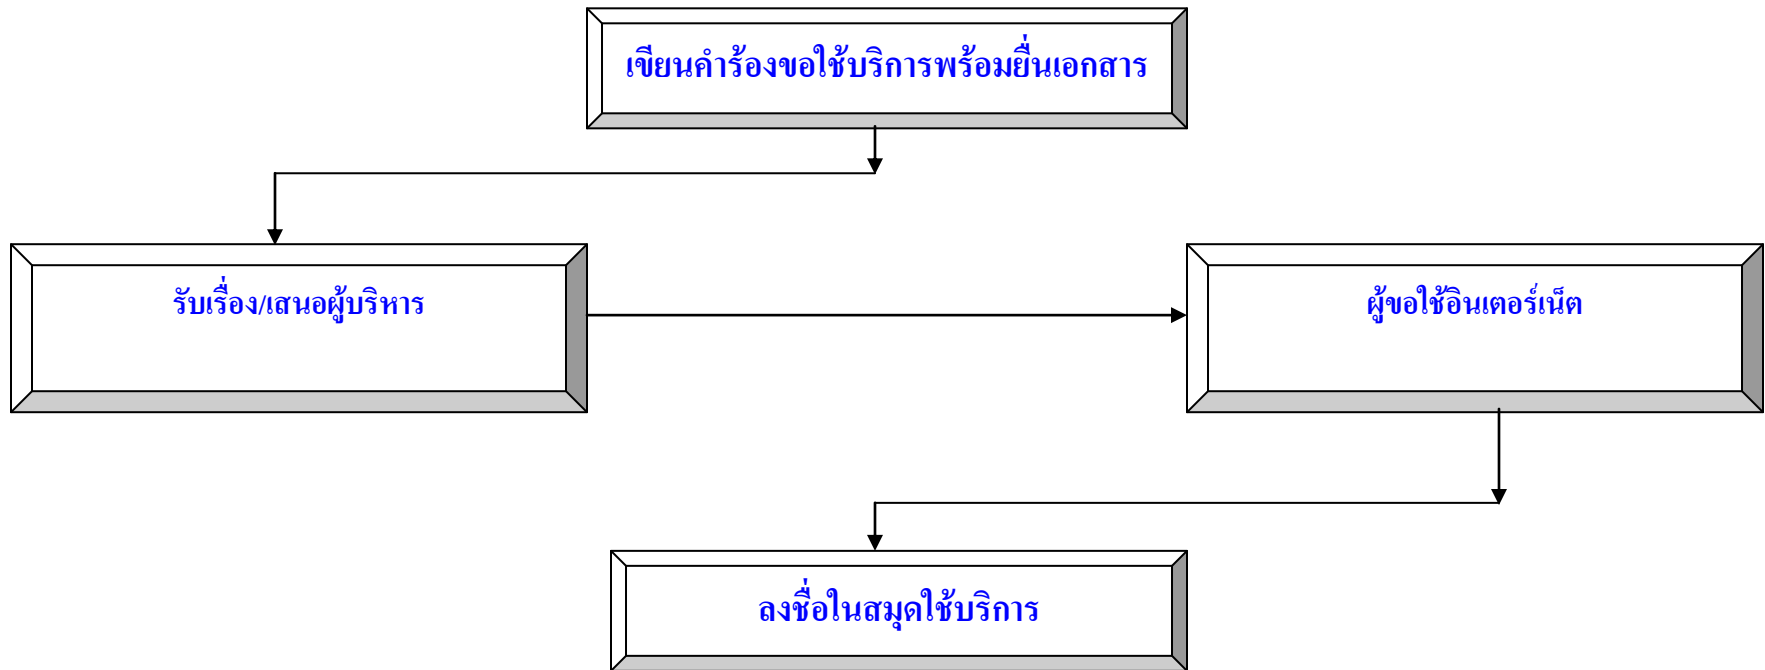 เขียนคำร้องขอใช้บริการพร้อมยื่นเอกสาร
รับเรื่อง/เสนอผู้บริหาร
ผู้ขอใช้อินเตอร์เน็ต
ลงชื่อในสมุดใช้บริการ